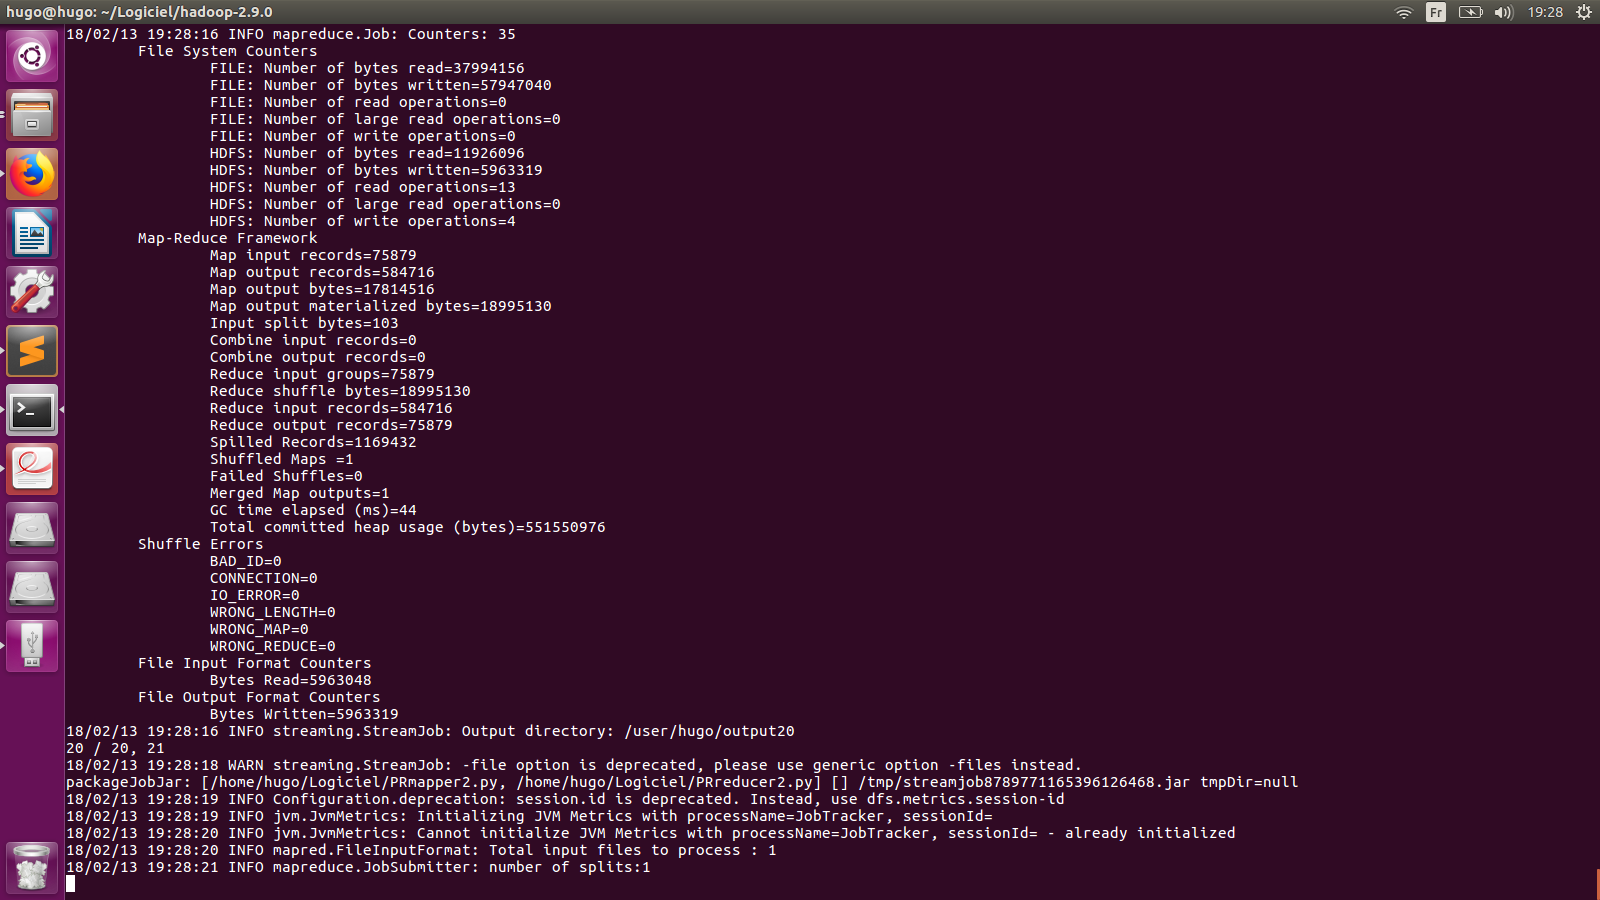 hugo@hugo: ~/Logiciel/hadoop-2.9.0
Fr
19:28
18/02/13 19:28:16 INFO mapreduce.Job: Counters: 35
File System Counters
FILE: Number of bytes read=37994156
FILE: Number of bytes written=57947040
FILE: Number of read operations=0
FILE: Number of large read operations=0
FILE: Number of write operations=0
HDFS: Number of bytes read=11926096
HDFS: Number of bytes written=5963319
HDFS: Number of read operations=13
HDFS: Number of large read operations=0
HDFS: Number of write operations=4
Map-Reduce Framework
Map input records=75879
Map output records=584716
Map output bytes=17814516
Map output materialized bytes=18995130
Input split bytes=103
Combine input records=0
Combine output records=0
Reduce input groups=75879
Reduce shuffle bytes=18995130
Reduce input records=584716
Reduce output records=75879
Spilled Records=1169432
Shuffled Maps =1
Failed Shuffles=0
Merged Map outputs=1
GC time elapsed (ms)=44
Total committed heap usage (bytes)=551550976
Shuffle Errors
BAD_ID=0
CONNECTION=0
IO_ERROR=0
WRONG_LENGTH=0
WRONG_MAP=0
WRONG_REDUCE=0
File Input Format Counters
Bytes Read=5963048
File Output Format Counters
Bytes Written=5963319
18/02/13 19:28:16 INFO streaming.StreamJob: Output directory: /user/hugo/output20
20 / 20, 21
18/02/13 19:28:18 WARN streaming.StreamJob: -file option is deprecated, please use generic option -files instead.
packageJobJar: [/home/hugo/Logiciel/PRmapper2.py, /home/hugo/Logiciel/PRreducer2.py] [] /tmp/streamjob8789771165396126468.jar tmpDir=null
18/02/13 19:28:19 INFO Configuration.deprecation: session.id is deprecated. Instead, use dfs.metrics.session-id
18/02/13 19:28:19 INFO jvm.JvmMetrics: Initializing JVM Metrics with processName=JobTracker, sessionId=
18/02/13 19:28:20 INFO jvm.JvmMetrics: Cannot initialize JVM Metrics with processName=JobTracker, sessionId= - already initialized
18/02/13 19:28:20 INFO mapred.FileInputFormat: Total input files to process : 1
18/02/13 19:28:21 INFO mapreduce.JobSubmitter: number of splits:1